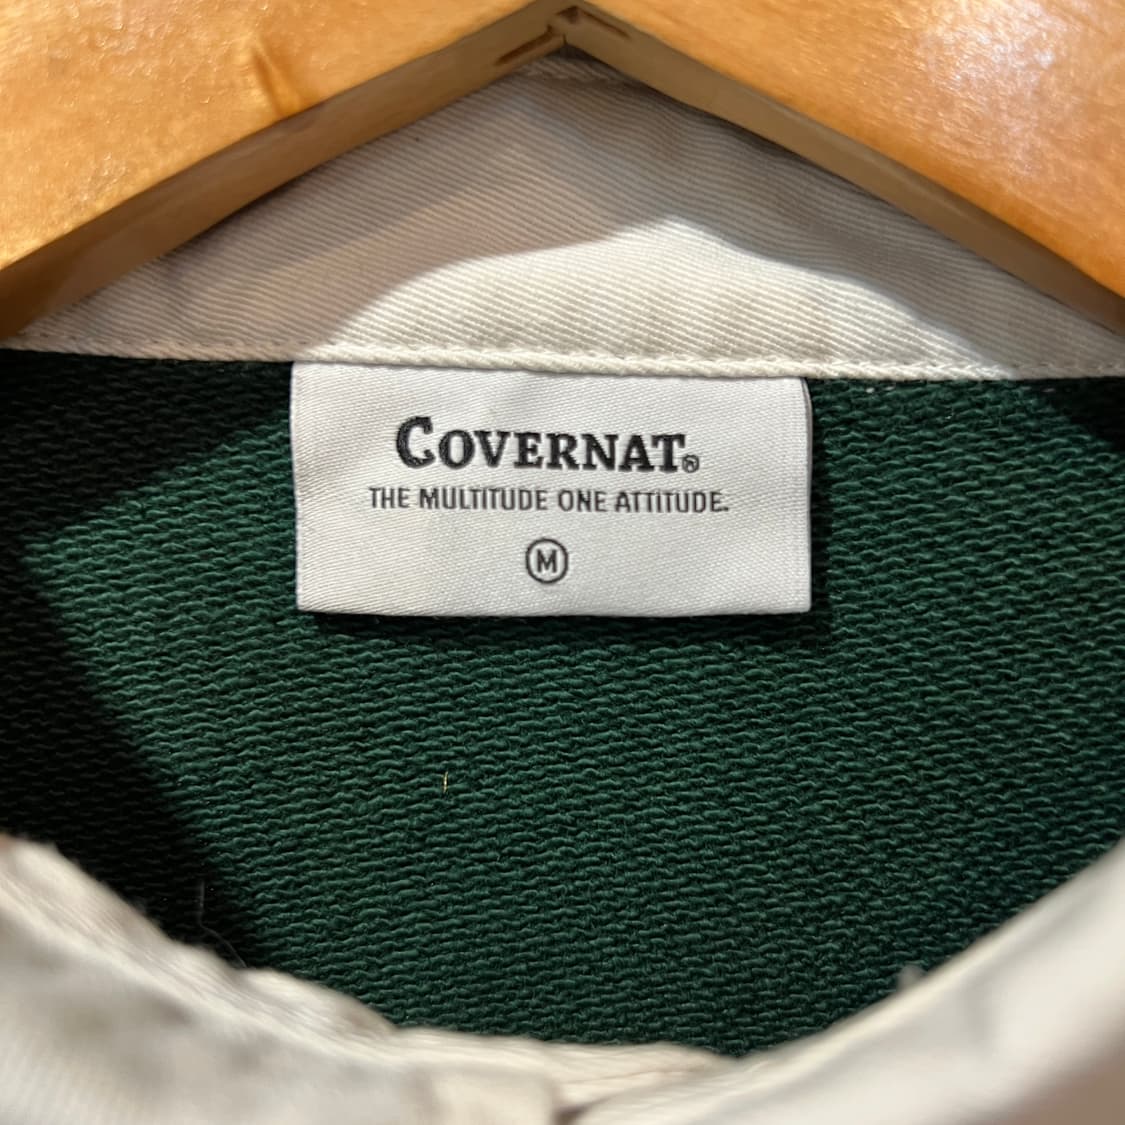 COVERNAT®
THE MULTITUDE ONE ATTITUDE.
M